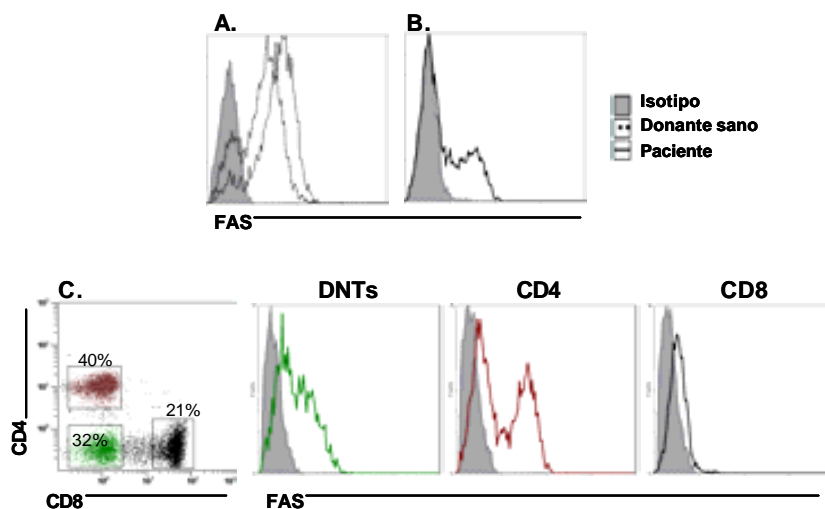 A.
B.
Isotipo
Donante sano
Paciente
FAS
C.
DNTs
CD4
CD8
40%
21%
32%
CD4
CD8
FAS